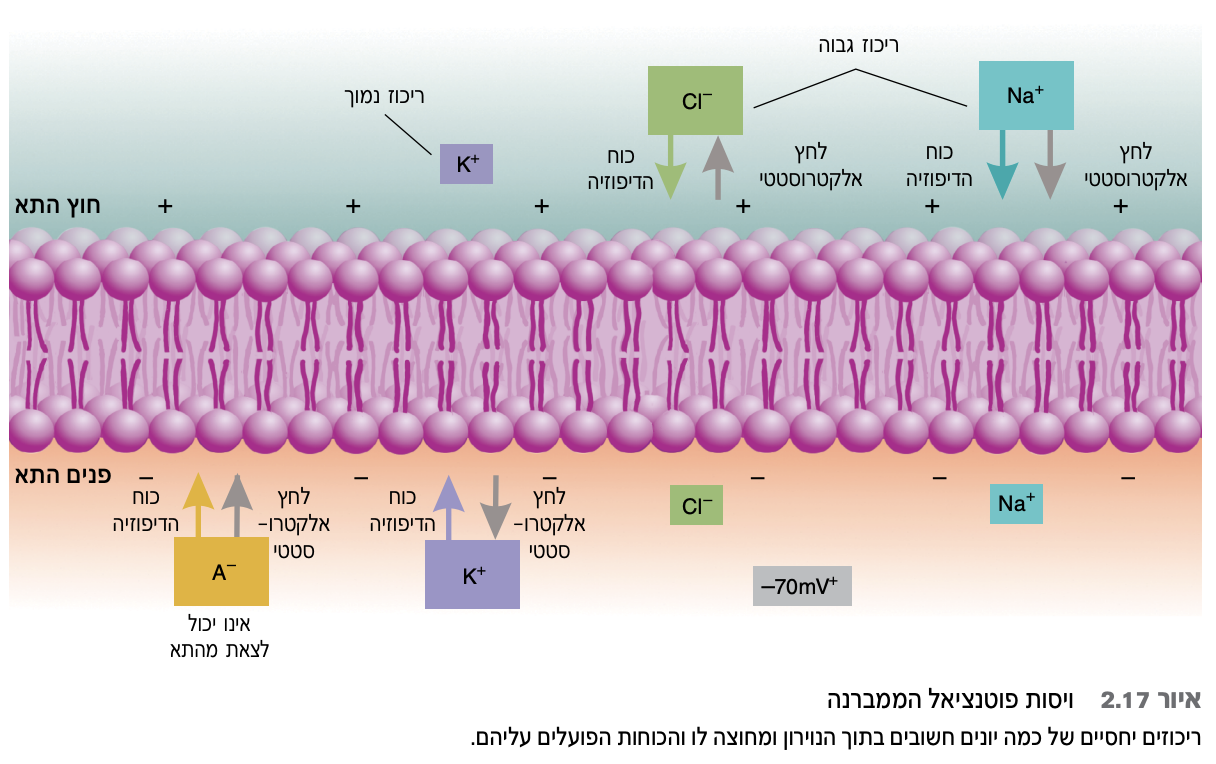 ריכוז גבוה
ריכוז נמוך
Cl⁻
Na⁺
K⁺
כוח
הדיפוזיה
לחץ
אלקטרוסטטי
כוח
הדיפוזיה
לחץ
אלקטרוסטטי
חוץ התא
+ + + + + +
פנים התא
– – – – – –
כוח
הדיפוזיה
לחץ
אלקטרו–
סטטי
כוח
הדיפוזיה
לחץ
אלקטרו–
סטטי
Cl⁻
Na⁺
A⁻
K⁺
–70mV⁺
אינו יכול
לצאת מהתא
איור 2.17 ויסות פוטנציאל הממברנה
ריכוזים יחסיים של כמה יונים חשובים בתוך הנוירון ומחוצה לו והכוחות הפועלים עליהם.